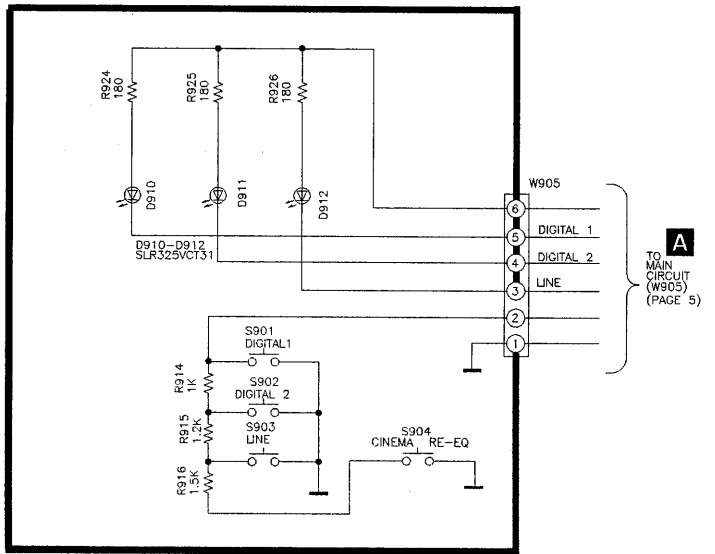 R924
180
R925
180
R926
180
D910
D911
D912
D910-D912
SLR325VCT31
W905
6
5
DIGITAL 1
4
DIGITAL 2
3
LINE
2
1
A
TO
MAIN
CIRCUIT
(W905)
(PAGE 5)
S901
DIGITAL1
R914
1K
S902
DIGITAL 2
R915
1.2K
S903
LINE
R916
1.5K
S904
CINEMA RE-EQ